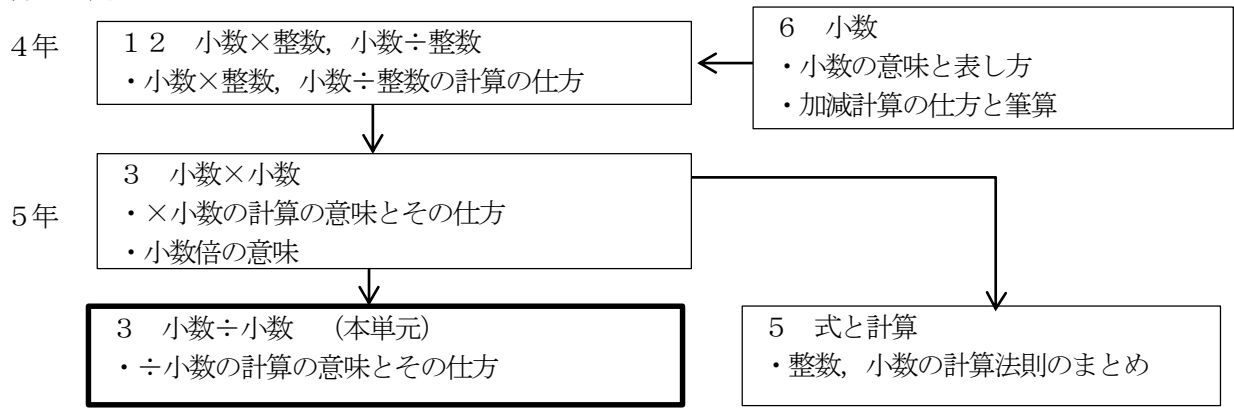 4年
１２　小数×整数，小数÷整数
・小数×整数，小数÷整数の計算の仕方
６　小数
・小数の意味と表し方
・加減計算の仕方と筆算
５年
３　小数×小数
・×小数の計算の意味とその仕方
・小数倍の意味
３　小数÷小数　（本単元）
・÷小数の計算の意味とその仕方
５　式と計算
・整数，小数の計算法則のまとめ